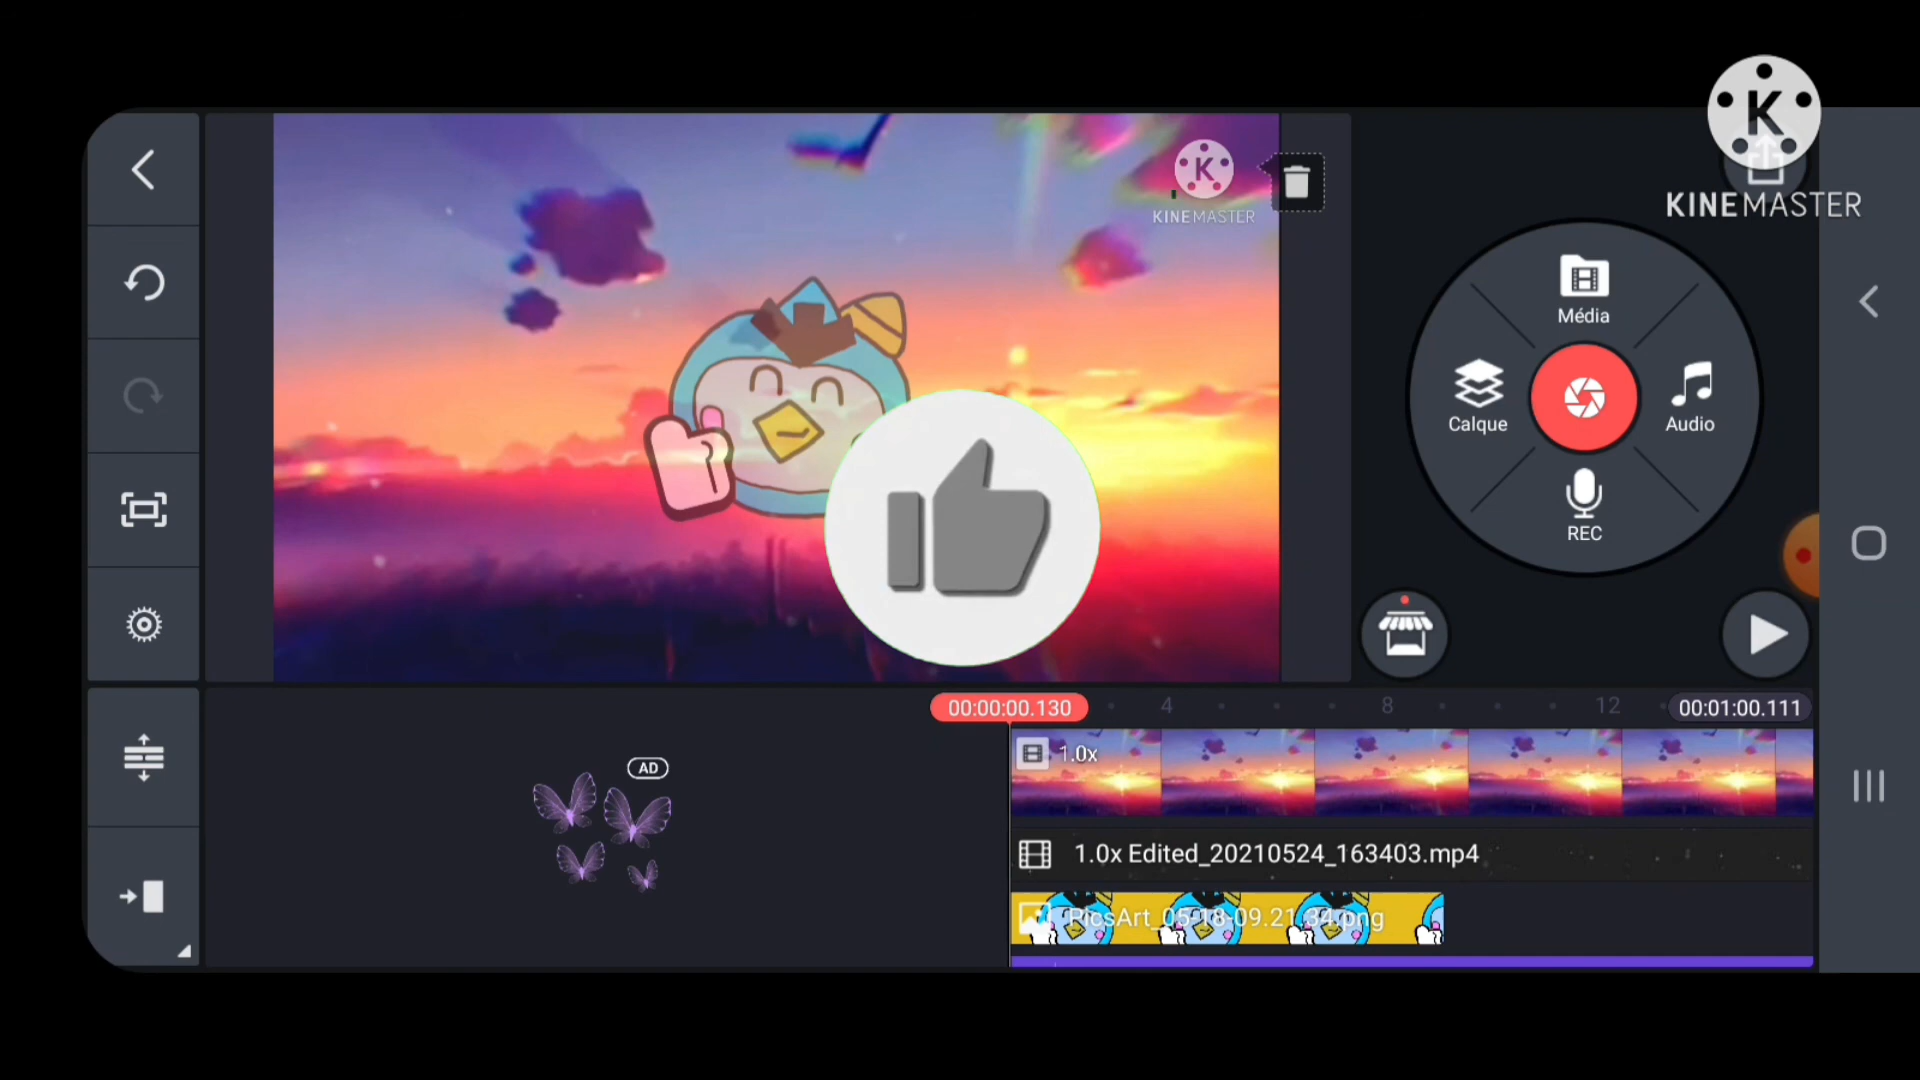 K
KINEMASTER
K
KINEMASTER
Média
Calque
Audio
REC
00:00:00.130
4
8
12
00:01:00.111
AD
1.0x
1.0x Edited_20210524_163403.mp4
PicsArt_05-18-09.21.34.png